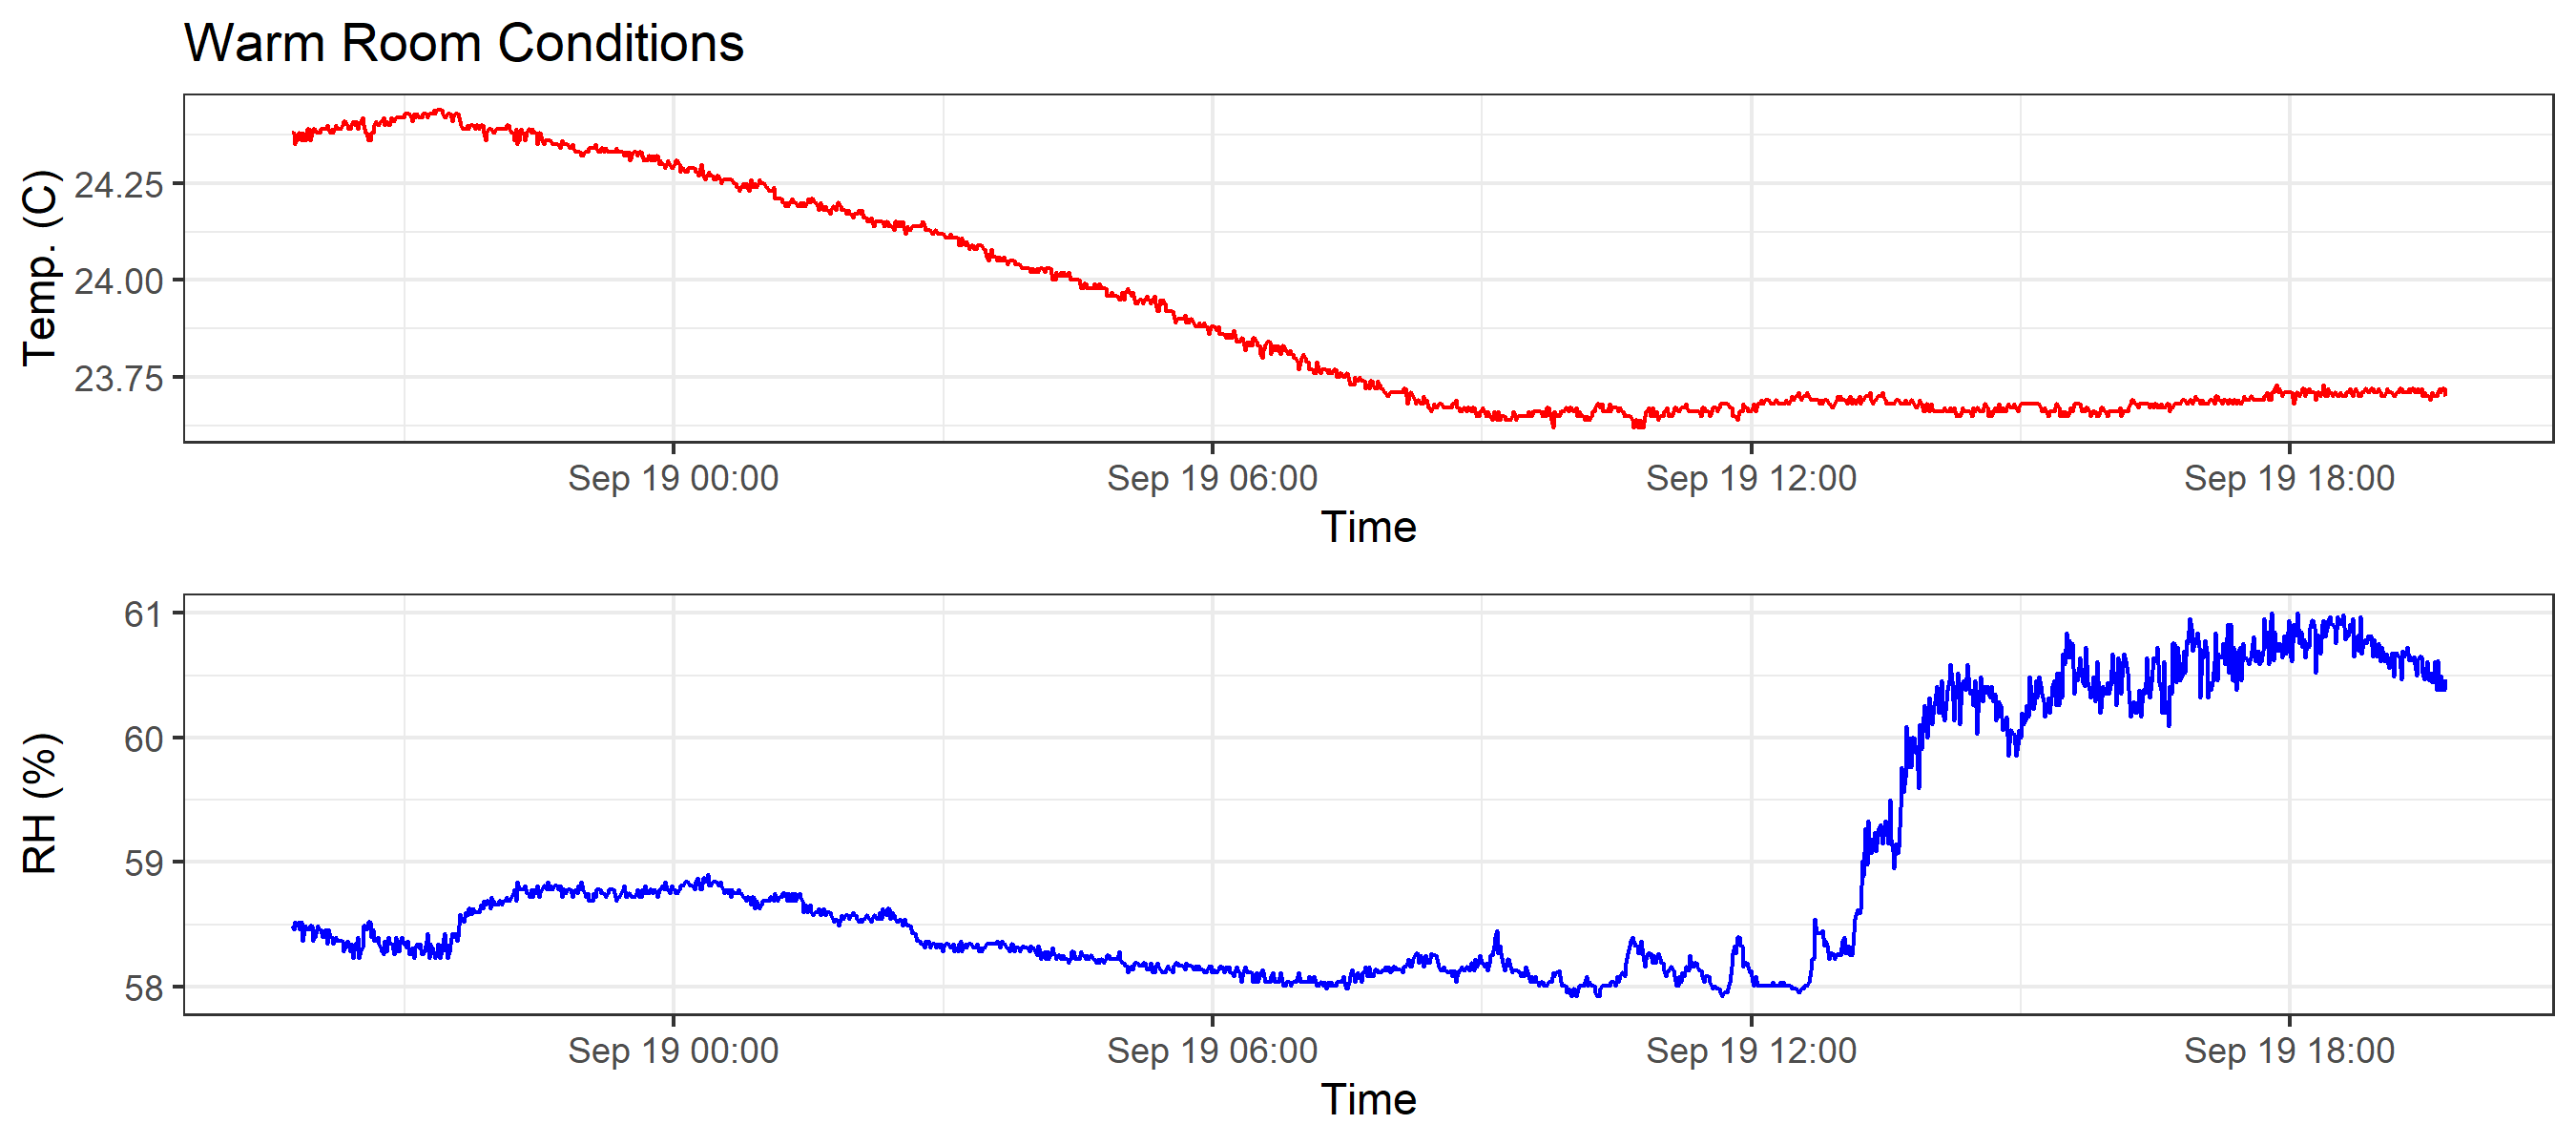 Warm Room Conditions
Temp. (C)
24.25
24.00
23.75
Sep 19 00:00 Sep 19 06:00 Sep 19 12:00 Sep 19 18:00
Time
RH (%)
61
60
59
58
Sep 19 00:00 Sep 19 06:00 Sep 19 12:00 Sep 19 18:00
Time